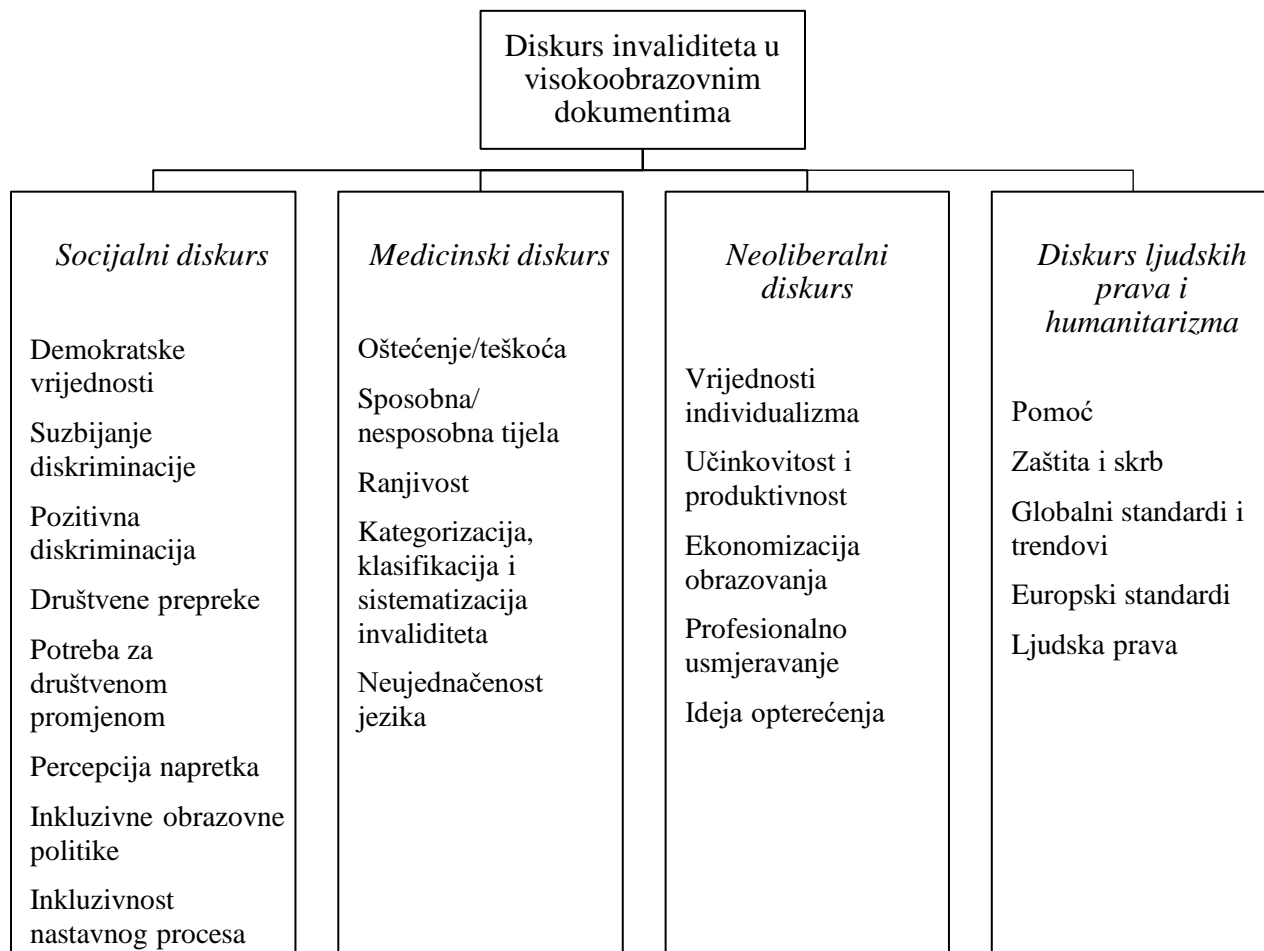 Diskurs invaliditeta u
visokoobrazovnim
dokumentima
Socijalni diskurs
Demokratske
vrijednosti
Suzbijanje
diskriminacije
Pozitivna
diskriminacija
Društvene prepreke
Potreba za
društvenom
promjenom
Percepcija napretka
Inkluzivne obrazovne
politike
Inkluzivnost
nastavnog procesa
Medicinski diskurs
Oštećenje/teškoća
Sposobna/
nesposobna tijela
Ranjivost
Kategorizacija,
klasifikacija i
sistematizacija
invaliditeta
Neujednačenost
jezika
Neoliberalni
diskurs
Vrijednosti
individualizma
Učinkovitost i
produktivnost
Ekonomizacija
obrazovanja
Profesionalno
usmjeravanje
Ideja opterećenja
Diskurs ljudskih
prava i
humanitarizma
Pomoć
Zaštita i skrb
Globalni standardi i
trendovi
Europski standardi
Ljudska prava